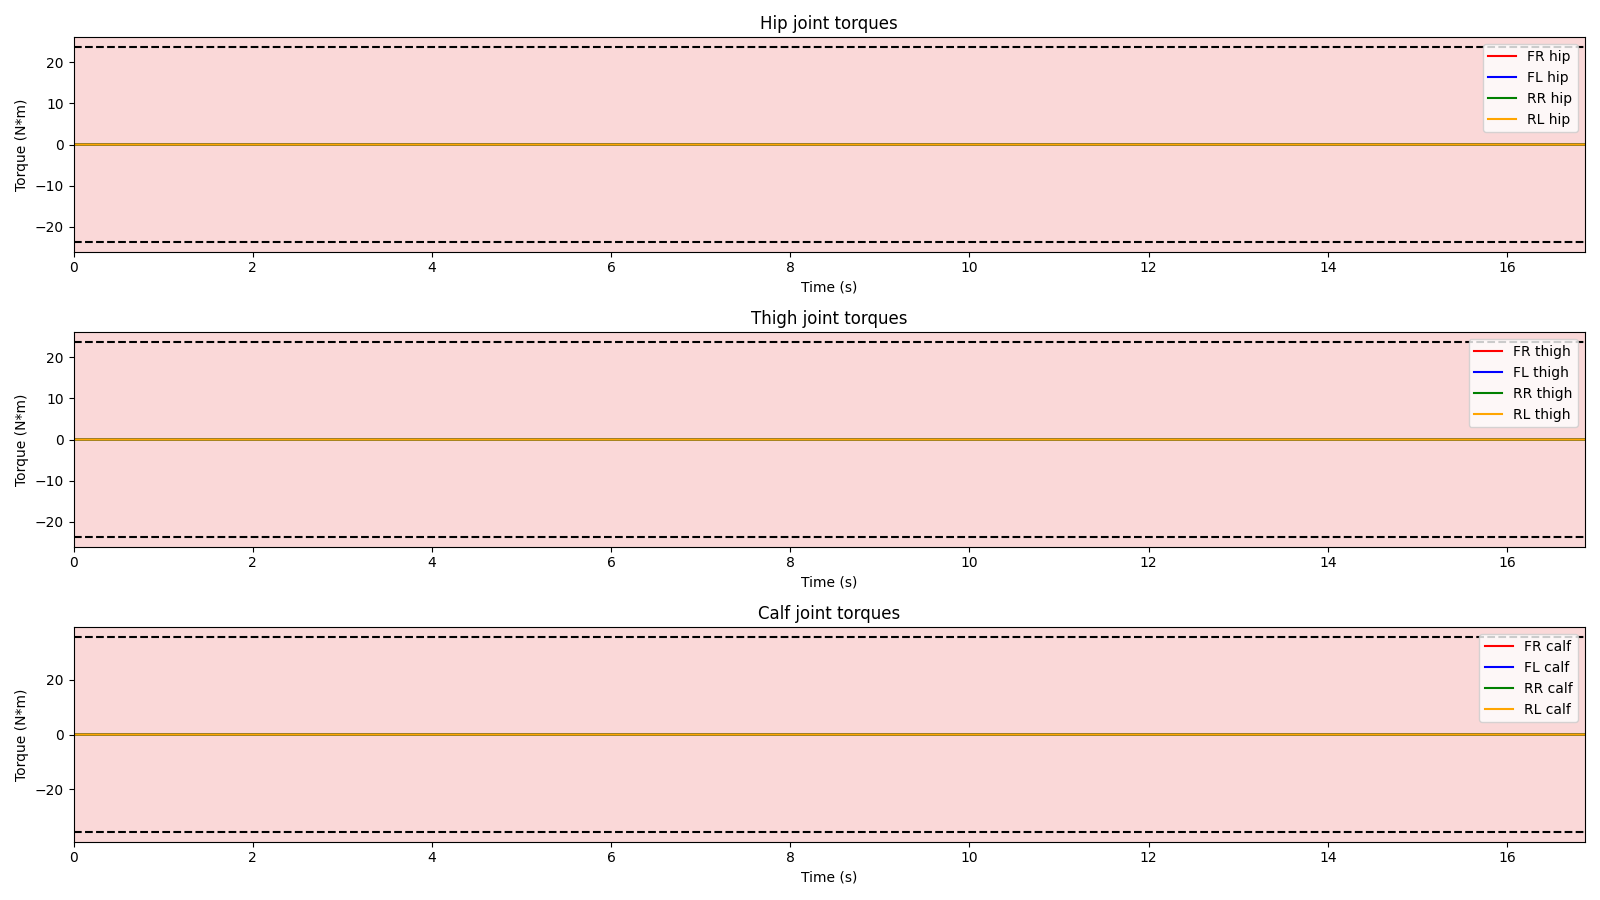 Hip joint torques
Torque (N*m)
20
10
0
−10
−20
FR hip
FL hip
RR hip
RL hip
0 2 4 6 8 10 12 14 16
Time (s)
Thigh joint torques
Torque (N*m)
20
10
0
−10
−20
FR thigh
FL thigh
RR thigh
RL thigh
0 2 4 6 8 10 12 14 16
Time (s)
Calf joint torques
Torque (N*m)
20
0
−20
FR calf
FL calf
RR calf
RL calf
0 2 4 6 8 10 12 14 16
Time (s)